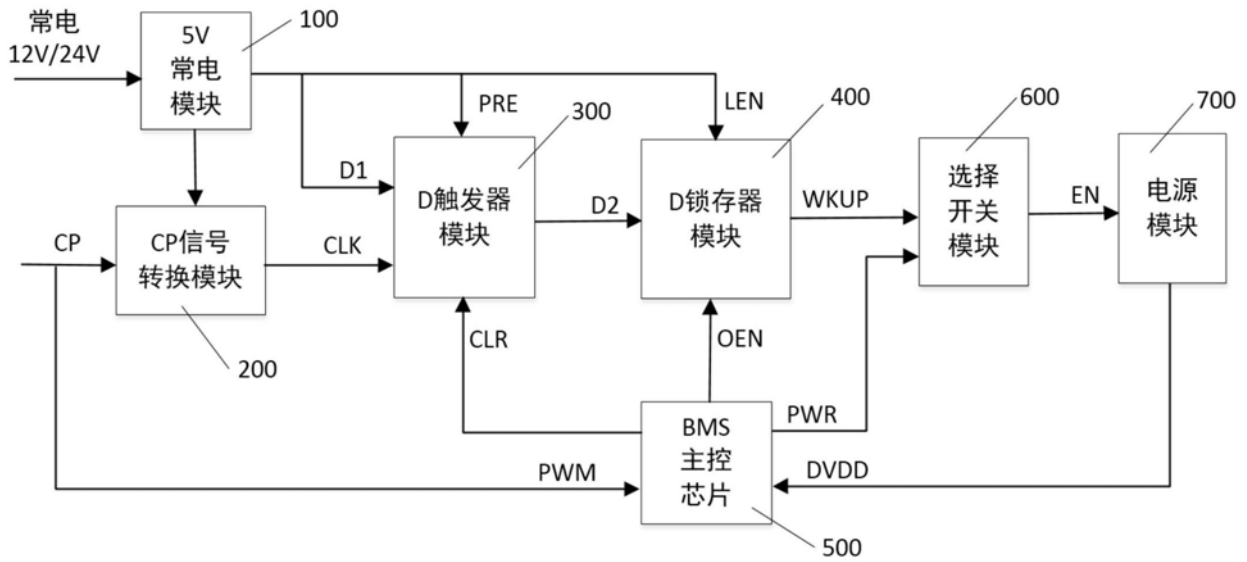 常电
12V/24V
5V
常电
模块
100
PRE
LEN
300
400
600
700
D1
D触发器
模块
D2
D锁存器
模块
WKUP
选择
开关
模块
EN
电源
模块
CP
CP信号
转换模块
CLK
200
CLR
OEN
PWR
BMS
主控
芯片
PWM
DVDD
500